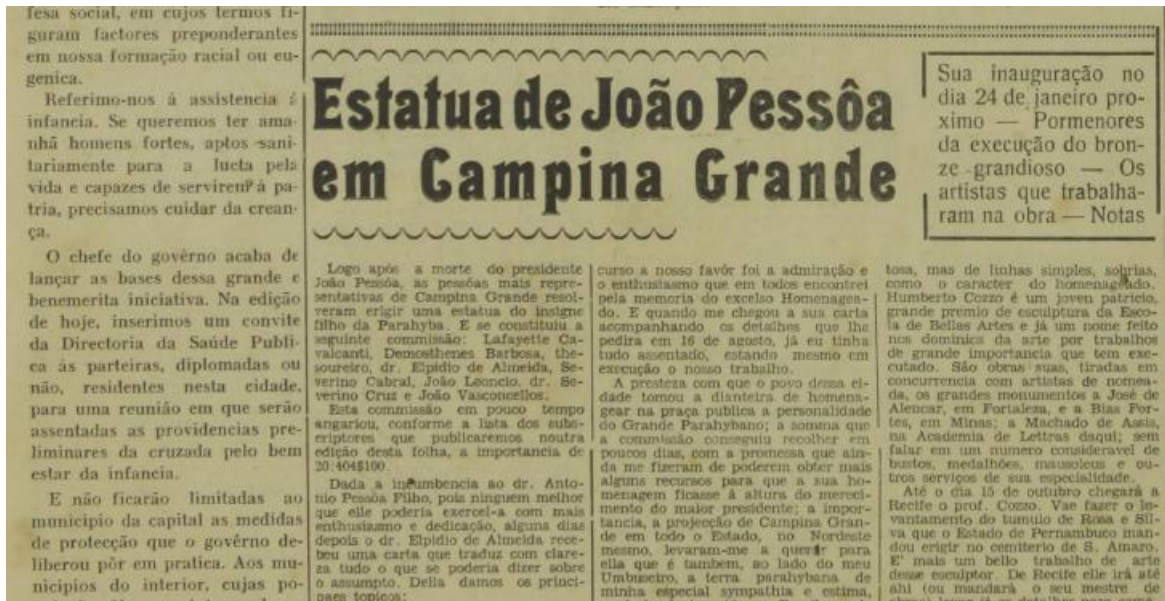 fesa social, em cujos termos fi-
guram factores preponderantes
em nossa formação racial ou eu-
genica.
Referimo-nos á assistencia á
infancia. Se queremos ter ama-
nhã homens fortes, aptos sani-
tariamente para a lucta pela
vida e capazes de servirem á pa-
tria, precisamos cuidar da crean-
ça.
O chefe do govêrno acaba de
lançar as bases dessa grande e
benemerita iniciativa. Na edição
de hoje, inserimos um convite
da Directoria da Saúde Publi-
ca ás parteiras, diplomadas ou
não, residentes nesta cidade,
para uma reunião em que serão
assentadas as providencias pre-
liminares da cruzada pelo bem
estar da infancia.
E não ficarão limitadas ao
municipio da capital as medidas
de protecção que o govêrno de-
liberou pôr em pratica. Aos mu-
nicipios do interior, cujas po-
Estatua de João Pessôa
em Campina Grande
Sua inauguração no
dia 24 de janeiro pro-
ximo — Pormenores
da execução do bron-
ze grandioso — Os
artistas que trabalha-
ram na obra — Notas
Logo após a morte do presidente
João Pessôa, as pessôas mais repre-
sentativas de Campina Grande resol-
veram erigir uma estatua do insigne
filho da Parahyba. E se constituiu a
seguinte commissão: Lafayette Ca-
valcanti, Demosthenes Barbosa, the-
soureiro, dr. Elpidio de Almeida, Se-
verino Cabral, João Leoncio, dr. Se-
verino Cruz e João Vasconcellos.
Esta commissão em pouco tempo
angariou, conforme a lista dos subs-
criptores que publicaremos noutra
edição desta folha, a importancia de
20:404$100.
Dada a incumbencia ao dr. Anto-
nio Pessôa Filho, pois ninguem melhor
que elle poderia exercel-a com mais
enthusiasmo e dedicação, alguns dias
depois o dr. Elpidio de Almeida rece-
beu uma carta que traduz com clare-
za tudo o que se poderia dizer sobre
o assumpto. Della damos os princi-
paes topicos:
curso a nosso favôr foi a admiração e
o enthusiasmo que em todos encontrei
pela memoria do excelso Homenagea-
do. E quando me chegou a sua carta
acompanhando os detalhes que lhe
pedira em 16 de agosto, já eu tinha
tudo assentado, estando mesmo em
execução o nosso trabalho.
A presteza com que o povo dessa ci-
dade tomou a dianteira de homena-
gear na praça publica a personalidade
do Grande Parahybano; a somma que
a commissão conseguiu recolher em
poucos dias, com a promessa que ain-
da me fizeram de poderem obter mais
alguns recursos para que a sua ho-
menagem ficasse á altura do mereci-
mento do maior presidente; a impor-
tancia, a projecção de Campina Gran-
de em todo o Estado, no Nordeste
mesmo, levaram-me a querer para
ella que é tambem, ao lado do meu
Umbuseiro, a terra parahybana de
minha especial sympathia e estima,
tosa, mas de linhas simples, sobrias,
como o caracter do homenageado.
Humberto Cozzo é um joven patricio,
grande premio de esculptura da Esco-
la de Bellas Artes e já um nome feito
nos dominios da arte por trabalhos
de grande importancia que tem exe-
cutado. São obras suas, tiradas em
concurrencia com artistas de nomea-
da, os grandes monumentos a José de
Alencar, em Fortaleza, e a Bias For-
tes, em Minas; a Machado de Assis,
na Academia de Lettras daqui; sem
falar em um numero consideravel de
bustos, medalhões, mausoleus e ou-
tros serviços de sua especialidade.
Até o dia 15 de outubro chegará a
Recife o prof. Cozzo. Vae fazer o le-
vantamento do tumulo de Rosa e Sil-
va que o Estado de Pernambuco man-
dou erigir no cemiterio de S. Amaro.
E' mais um bello trabalho de arte
desse esculptor. De Recife elle irá até
ahi (ou mandará o seu mestre de